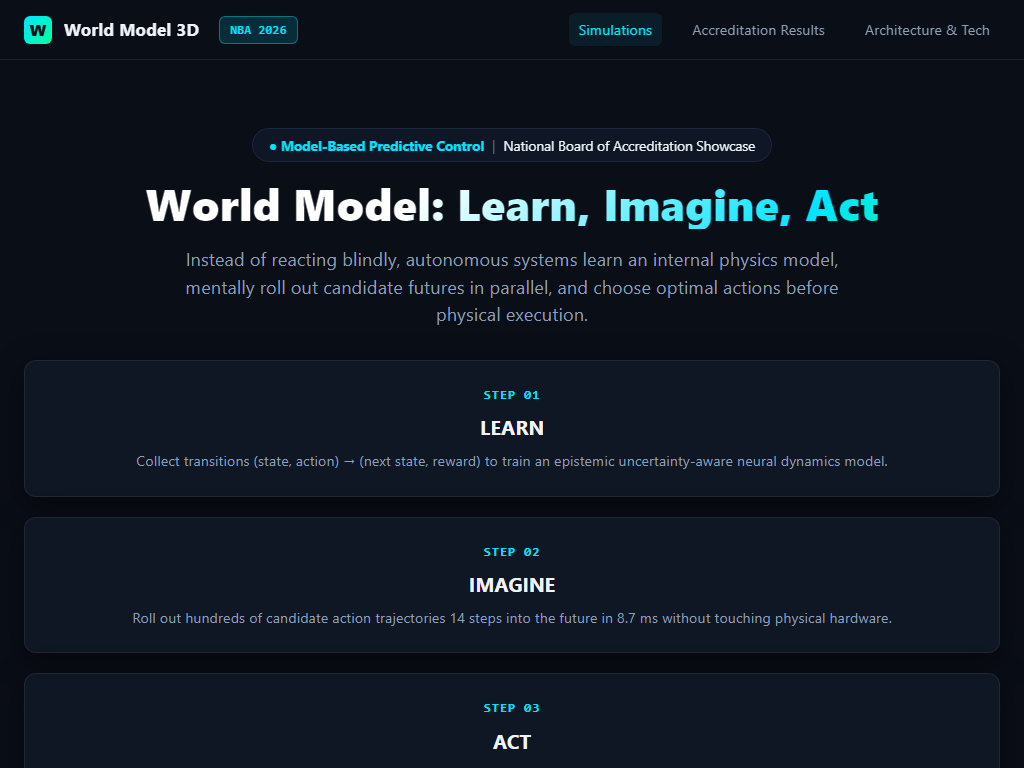 W World Model 3D NBA 2026 Simulations Accreditation Results Architecture & Tech
● Model-Based Predictive Control | National Board of Accreditation Showcase
World Model: Learn, Imagine, Act
Instead of reacting blindly, autonomous systems learn an internal physics model,
mentally roll out candidate futures in parallel, and choose optimal actions before
physical execution.
STEP 01
LEARN
Collect transitions (state, action) → (next state, reward) to train an epistemic uncertainty-aware neural dynamics model.
STEP 02
IMAGINE
Roll out hundreds of candidate action trajectories 14 steps into the future in 8.7 ms without touching physical hardware.
STEP 03
ACT